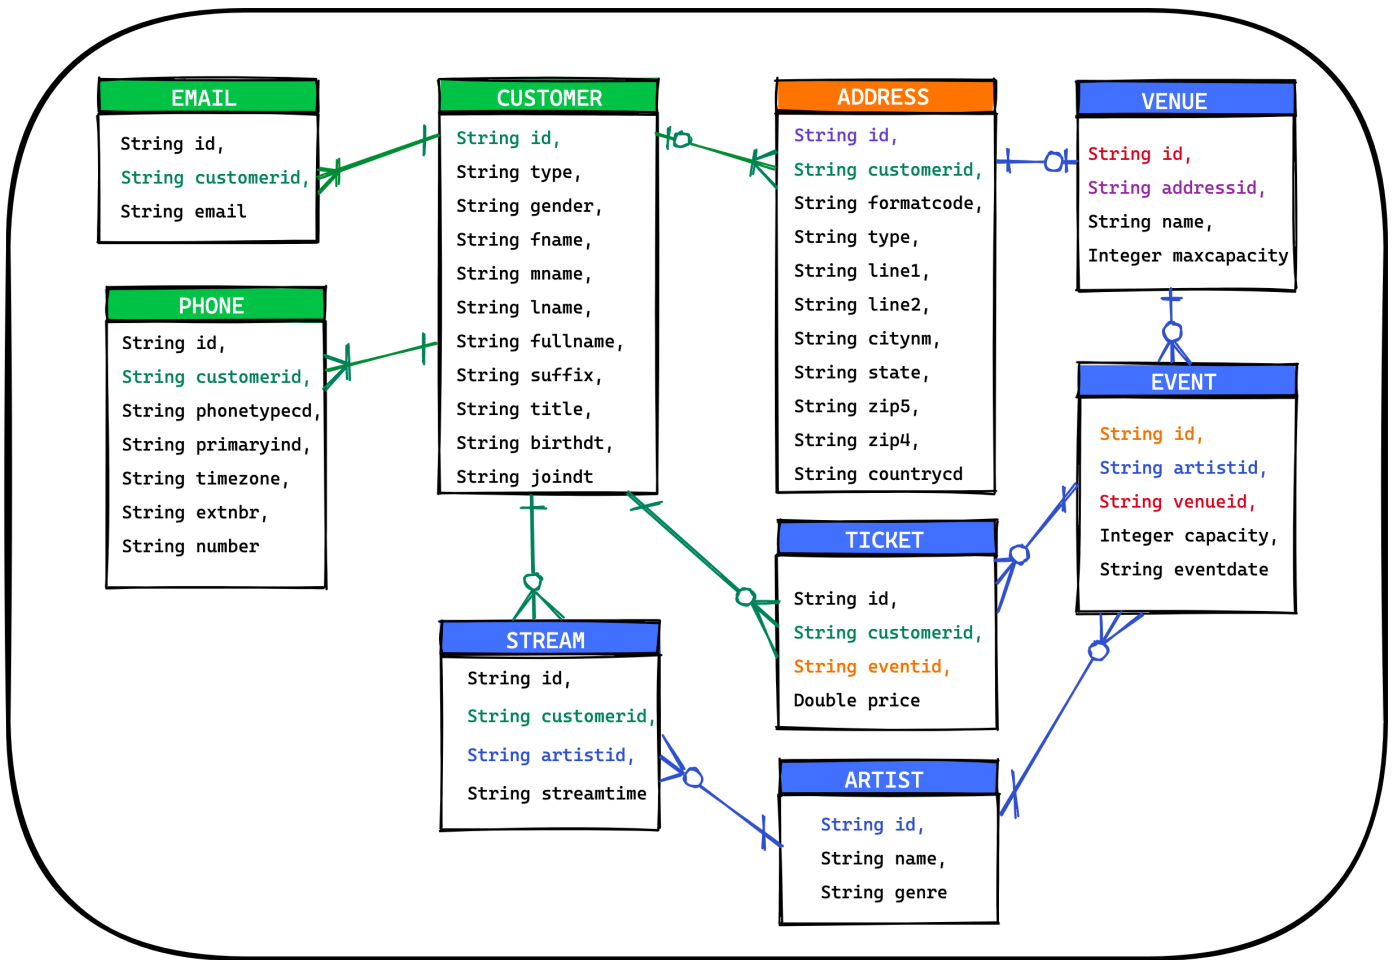 EMAIL
String id,
String customerid,
String email
PHONE
String id,
String customerid,
String phonetypecd,
String primaryind,
String timezone,
String extnbr,
String number
CUSTOMER
String id,
String type,
String gender,
String fname,
String mname,
String lname,
String fullname,
String suffix,
String title,
String birthdt,
String joindt
STREAM
String id,
String customerid,
String artistid,
String streamtime
ADDRESS
String id,
String customerid,
String formatcode,
String type,
String line1,
String line2,
String citynm,
String state,
String zip5,
String zip4,
String countrycd
TICKET
String id,
String customerid,
String eventid,
Double price
ARTIST
String id,
String name,
String genre
VENUE
String id,
String addressid,
String name,
Integer maxcapacity
EVENT
String id,
String artistid,
String venueid,
Integer capacity,
String eventdate